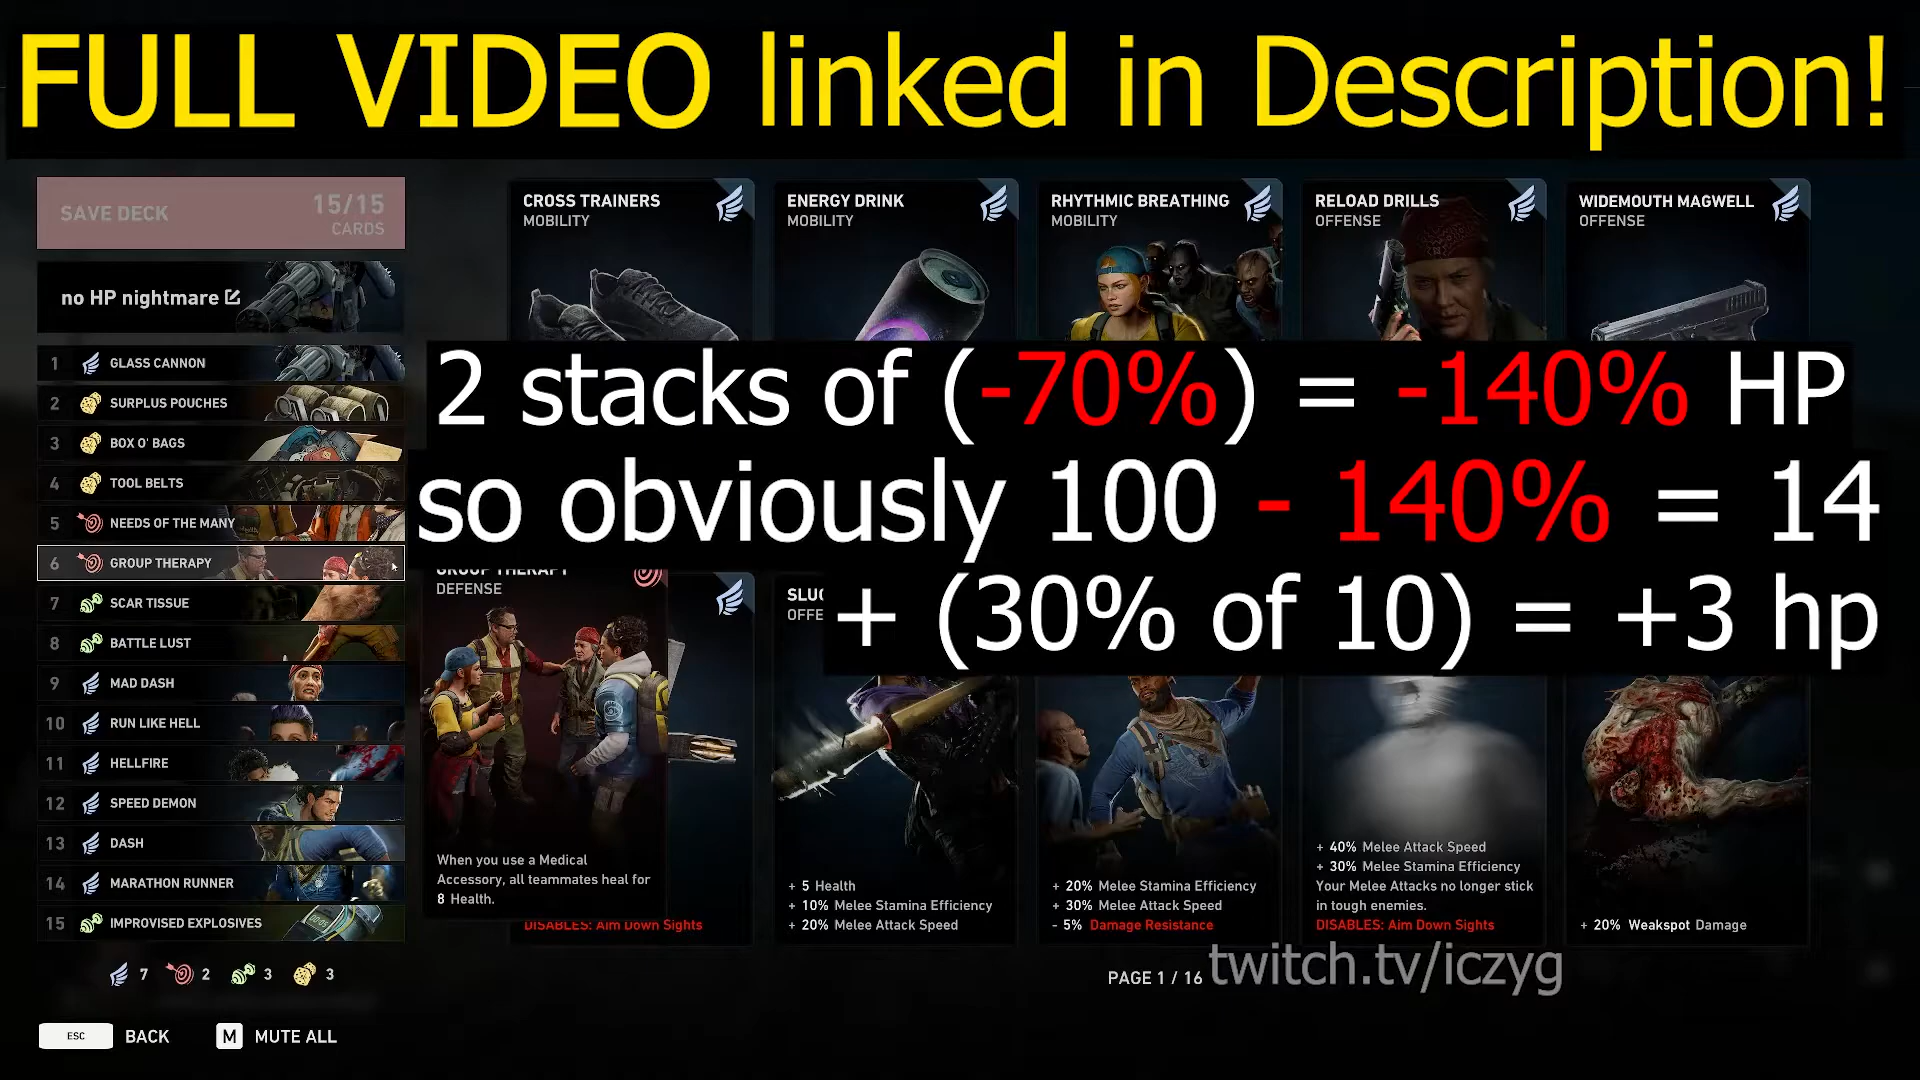 FULL VIDEO linked in Description!
SAVE DECK
15/15
CARDS
no HP nightmare
1 GLASS CANNON
2 SURPLUS POUCHES
3 BOX O' BAGS
4 TOOL BELTS
5 NEEDS OF THE MANY
6 GROUP THERAPY
7 SCAR TISSUE
8 BATTLE LUST
9 MAD DASH
10 RUN LIKE HELL
11 HELLFIRE
12 SPEED DEMON
13 DASH
14 MARATHON RUNNER
15 IMPROVISED EXPLOSIVES
7 2 3 3
ESC BACK M MUTE ALL
CROSS TRAINERS
MOBILITY
ENERGY DRINK
MOBILITY
RHYTHMIC BREATHING
MOBILITY
RELOAD DRILLS
OFFENSE
WIDEMOUTH MAGWELL
OFFENSE
2 stacks of (-70%) = -140% HP
so obviously 100 - 140% = 14
+ (30% of 10) = +3 hp
GROUP THERAPY
DEFENSE
When you use a Medical
Accessory, all teammates heal for
8 Health.
DISABLES: Aim Down Sights
+ 5 Health
+ 10% Melee Stamina Efficiency
+ 20% Melee Attack Speed
+ 20% Melee Stamina Efficiency
+ 30% Melee Attack Speed
- 5% Damage Resistance
+ 40% Melee Attack Speed
+ 30% Melee Stamina Efficiency
Your Melee Attacks no longer stick
in tough enemies.
DISABLES: Aim Down Sights
+ 20% Weakspot Damage
PAGE 1 / 16
twitch.tv/iczyg